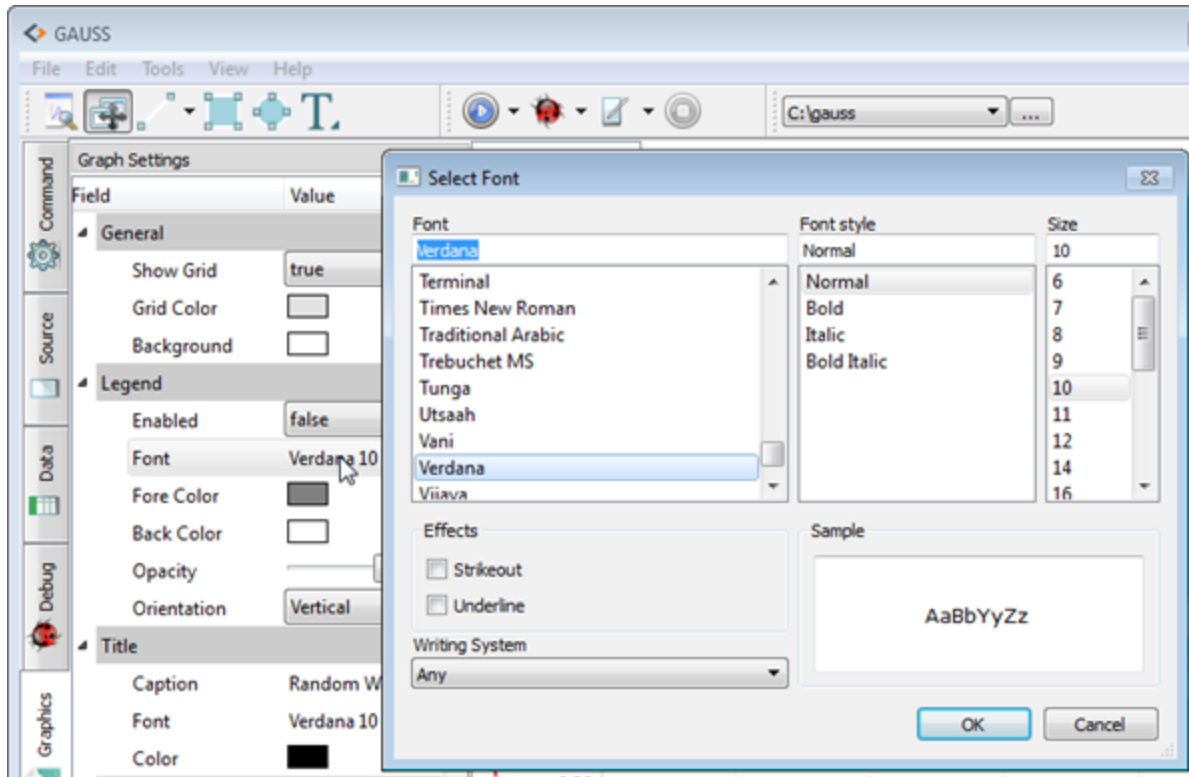 GAUSS
File Edit Tools View Help
T.
C:\gauss ...
Command
Source
Data
Debug
Graphics
Graph Settings
Field Value
General
Show Grid true
Grid Color
Background
Legend
Enabled false
Font Verdana 10
Fore Color
Back Color
Opacity
Orientation Vertical
Title
Caption Random W
Font Verdana 10
Color
Select Font
Font
Verdana
Terminal
Times New Roman
Traditional Arabic
Trebuchet MS
Tunga
Utsaah
Vani
Verdana
Vijaya
Font style
Normal
Normal
Bold
Italic
Bold Italic
Size
10
6
7
8
9
10
11
12
14
16
Effects
Strikeout
Underline
Writing System
Any
Sample
AaBbYyZz
OK Cancel